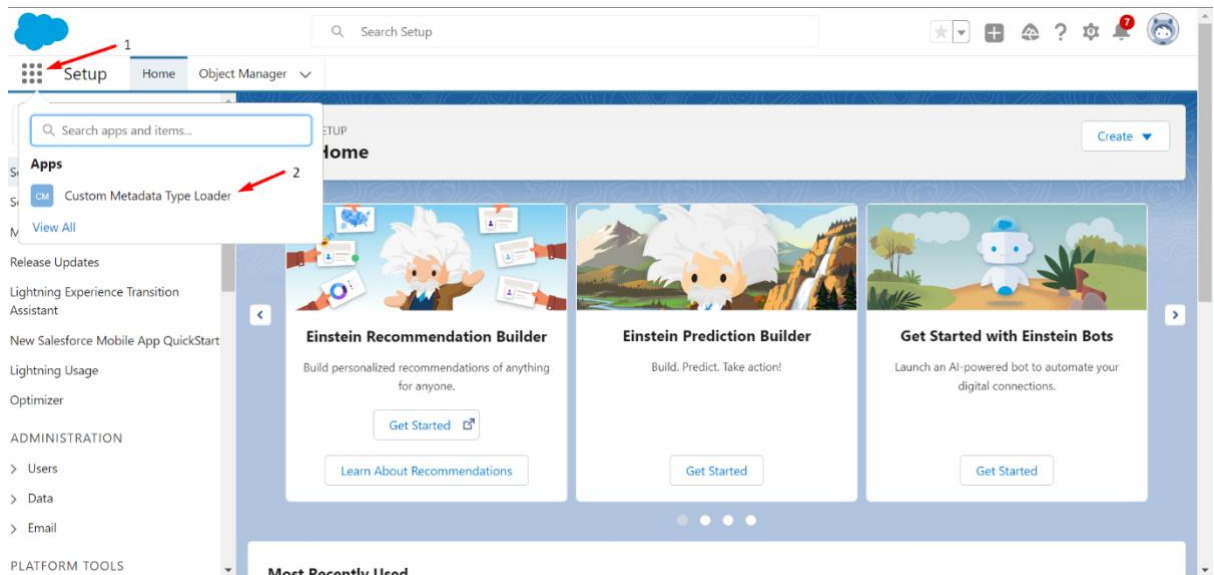 1
Search Setup
7
Setup
Home
Object Manager
Search apps and items...
Apps
CM
Custom Metadata Type Loader
2
View All
SETUP
Home
Create
Release Updates
Lightning Experience Transition
Assistant
New Salesforce Mobile App QuickStart
Lightning Usage
Optimizer
ADMINISTRATION
Users
Data
Email
PLATFORM TOOLS
Einstein Recommendation Builder
Build personalized recommendations of anything
for anyone.
Get Started
Learn About Recommendations
Einstein Prediction Builder
Build. Predict. Take action!
Get Started
Get Started with Einstein Bots
Launch an AI-powered bot to automate your
digital connections.
Get Started
Most Recently Used